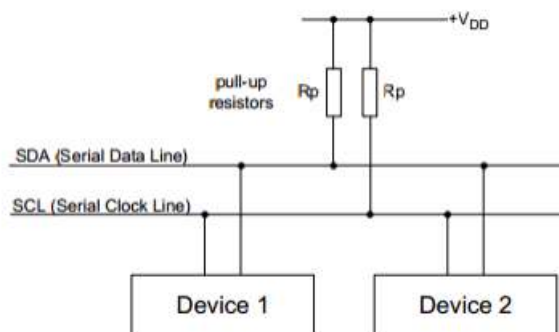 +VDD
pull-up
resistors
Rp
Rp
SDA (Serial Data Line)
SCL (Serial Clock Line)
Device 1
Device 2